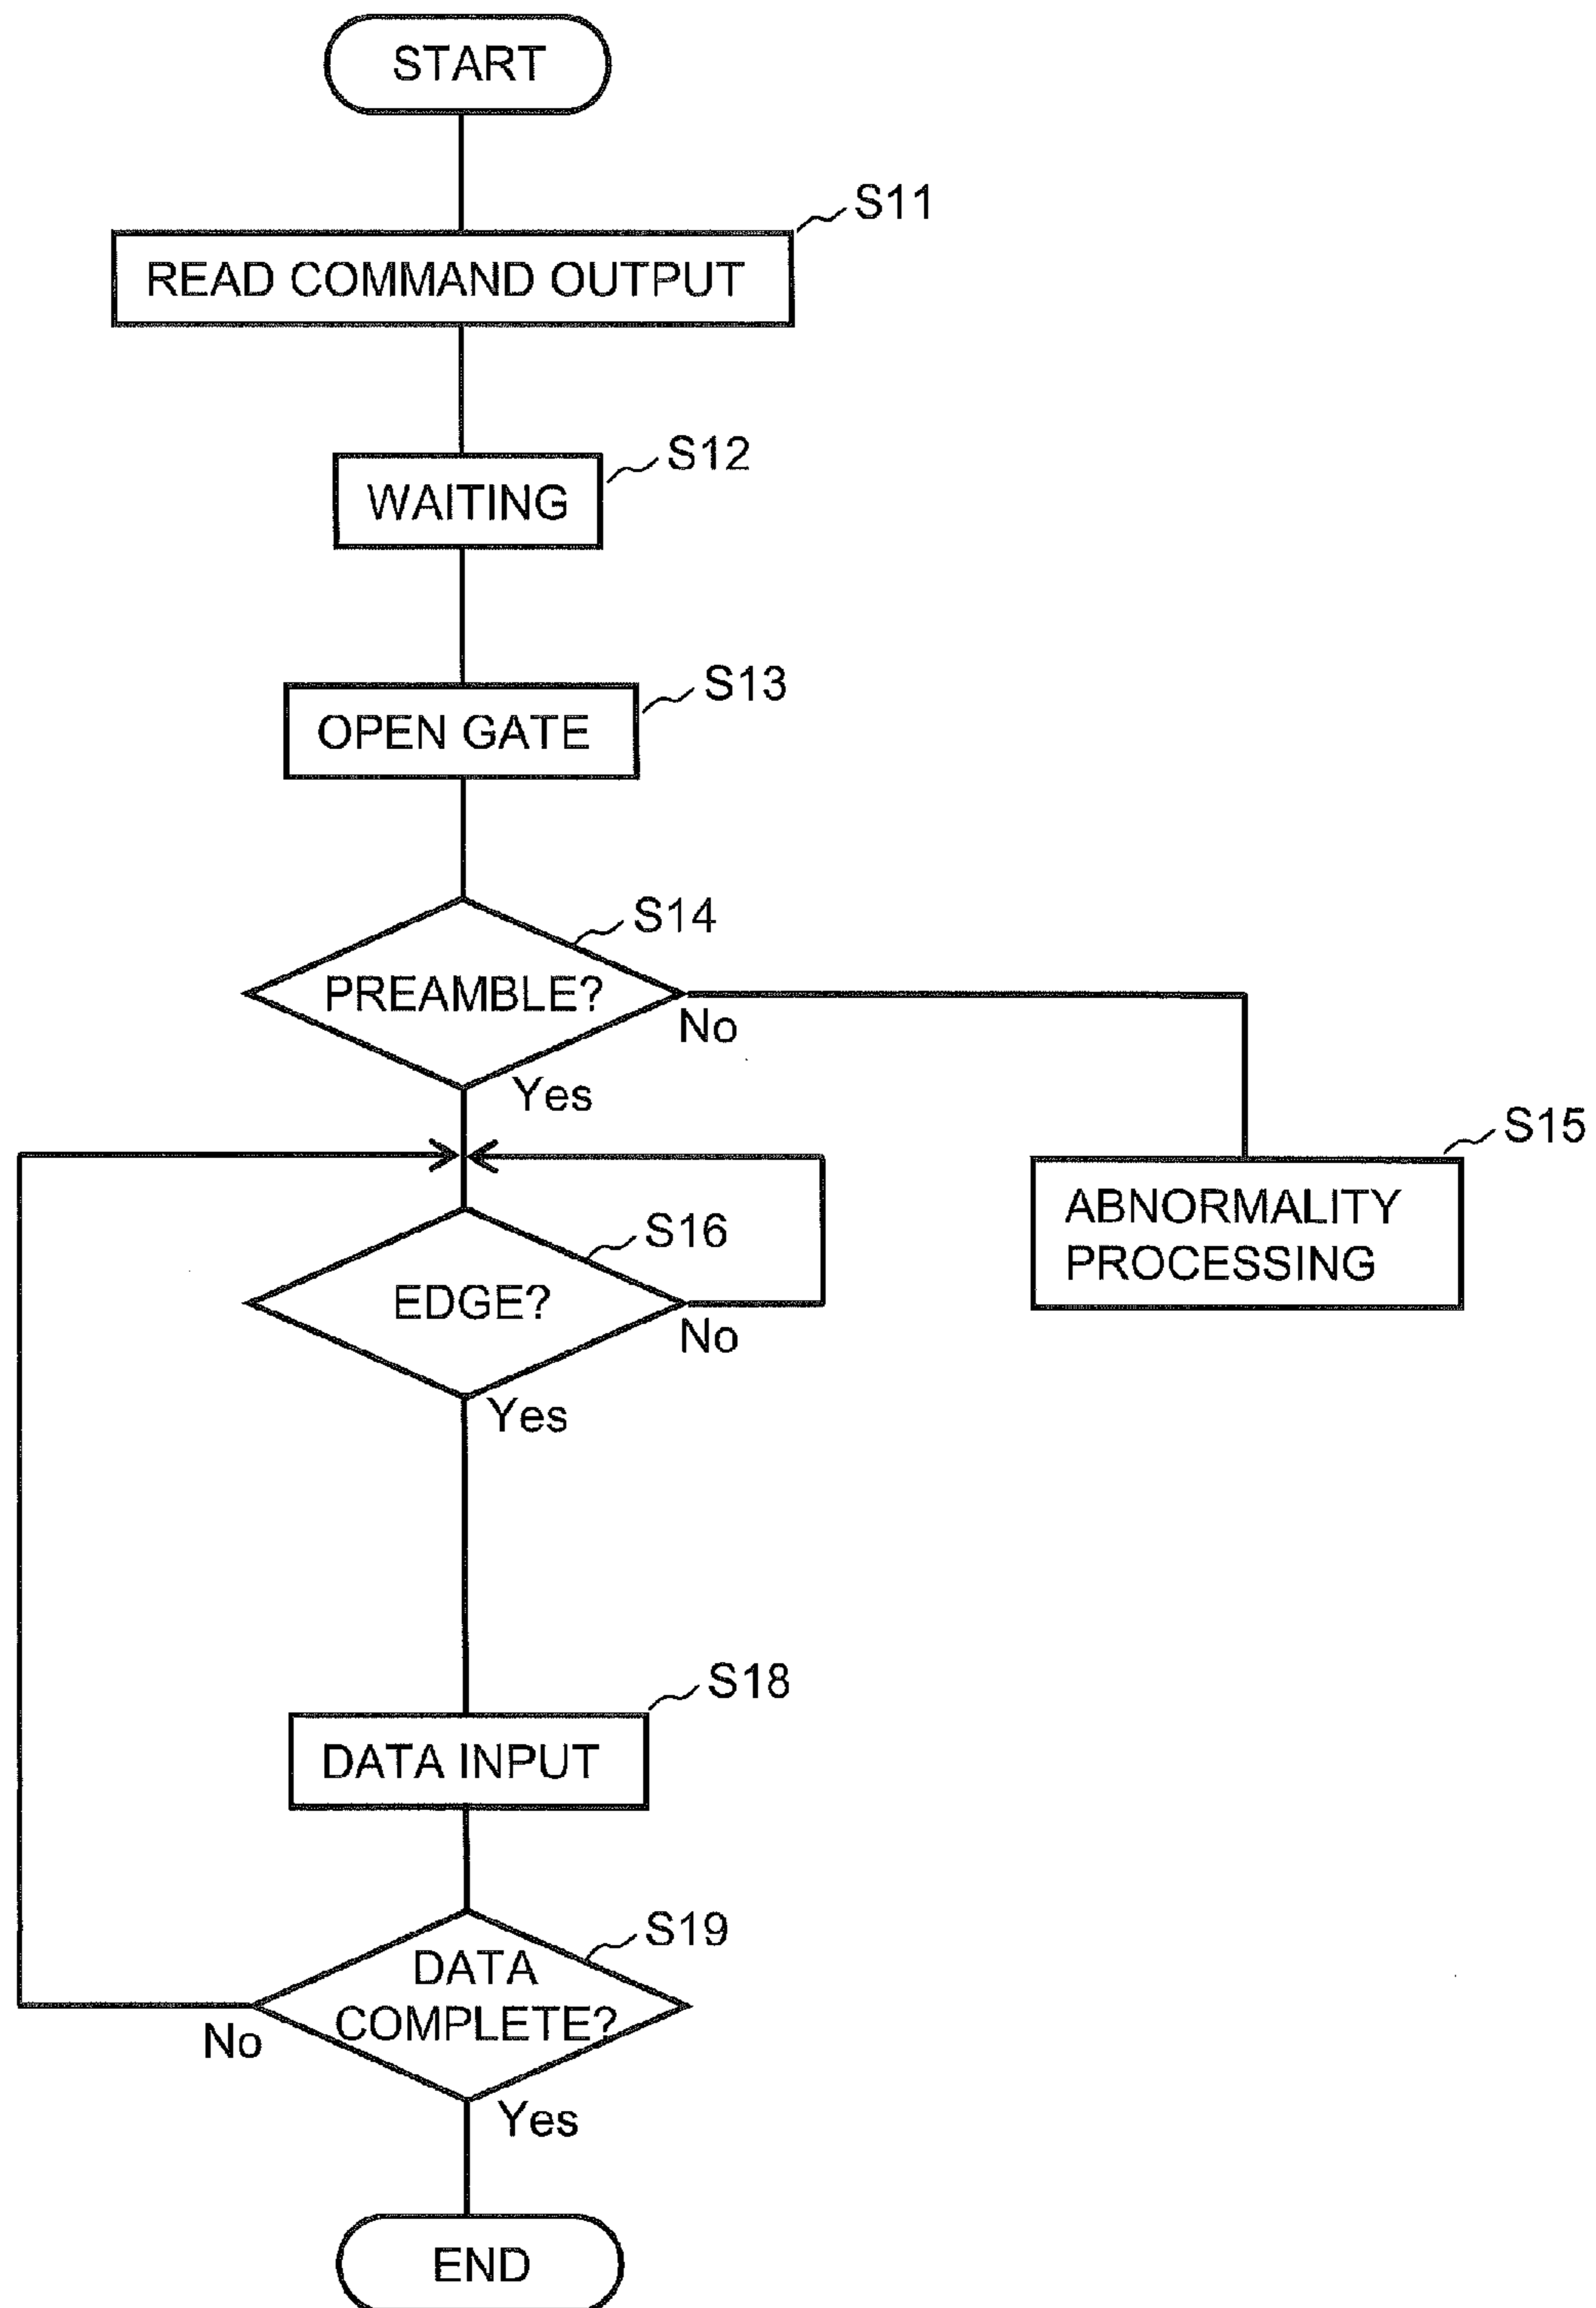 START
S11
READ COMMAND OUTPUT
S12
WAITING
S13
OPEN GATE
S14
PREAMBLE?
No
Yes
S15
ABNORMALITY
PROCESSING
S16
EDGE?
No
Yes
S18
DATA INPUT
S19
DATA
COMPLETE?
No
Yes
END